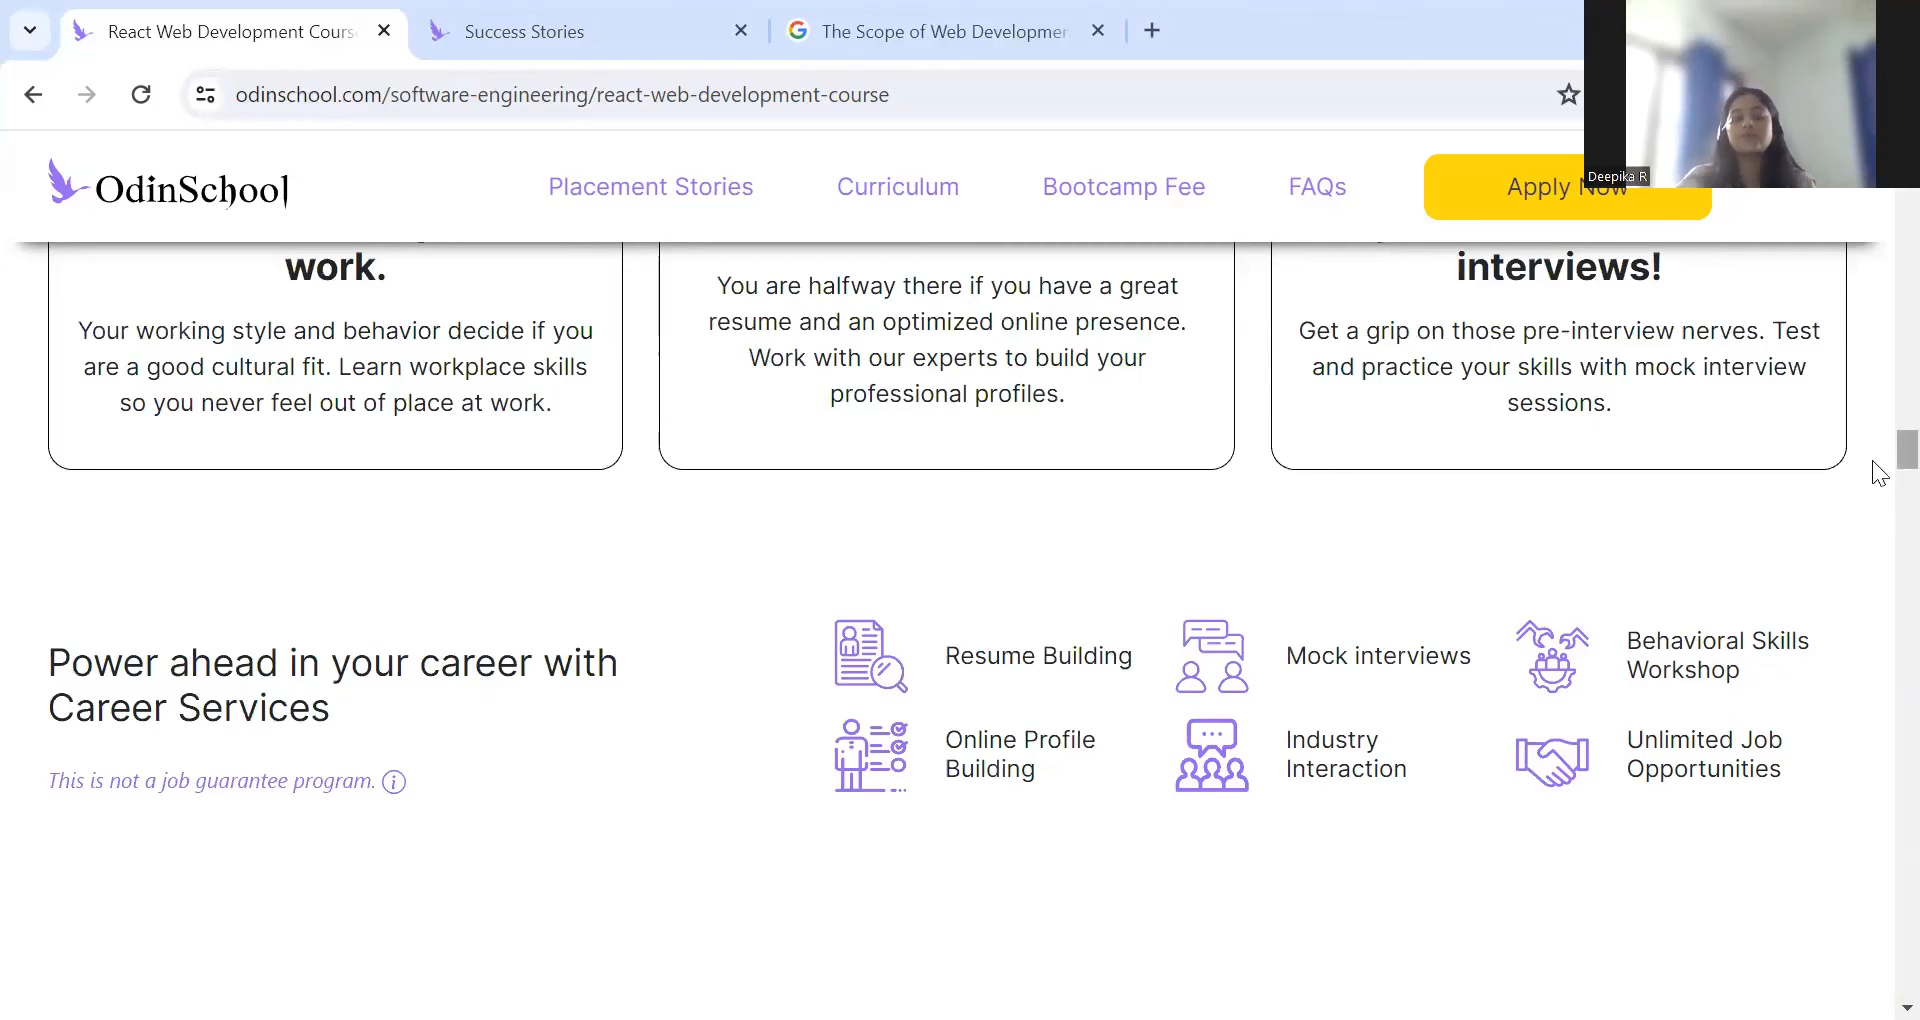 React Web Development Cours
Success Stories
The Scope of Web Developmen
odinschool.com/software-engineering/react-web-development-course
Deepika R
OdinSchool
Placement Stories
Curriculum
Bootcamp Fee
FAQs
Apply Now
work.
Your working style and behavior decide if you
are a good cultural fit. Learn workplace skills
so you never feel out of place at work.
You are halfway there if you have a great
resume and an optimized online presence.
Work with our experts to build your
professional profiles.
interviews!
Get a grip on those pre-interview nerves. Test
and practice your skills with mock interview
sessions.
Power ahead in your career with
Career Services
This is not a job guarantee program.
Resume Building
Mock interviews
Behavioral Skills
Workshop
Online Profile
Building
Industry
Interaction
Unlimited Job
Opportunities